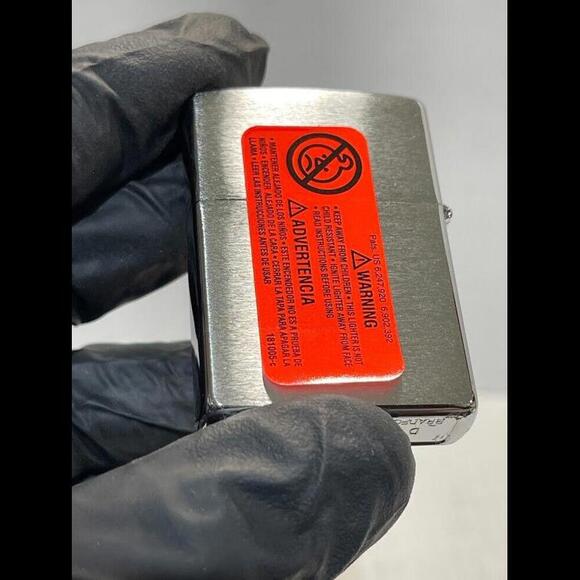 Pats. US 6,247,920 6,902,392
⚠WARNING
• KEEP AWAY FROM CHILDREN • THIS LIGHTER IS NOT
CHILD RESISTANT • IGNITE LIGHTER AWAY FROM FACE
• READ INSTRUCTIONS BEFORE USING
⚠ADVERTENCIA
• MANTENER ALEJADO DE LOS NIÑOS • ESTE ENCENDEDOR NO ES A PRUEBA DE
NIÑOS • ENCENDER ALEJADO DE LA CARA • CERRAR LA TAPA PARA APAGAR LA
LLAMA • LEER LAS INSTRUCCIONES ANTES DE USAR
181005-c
D